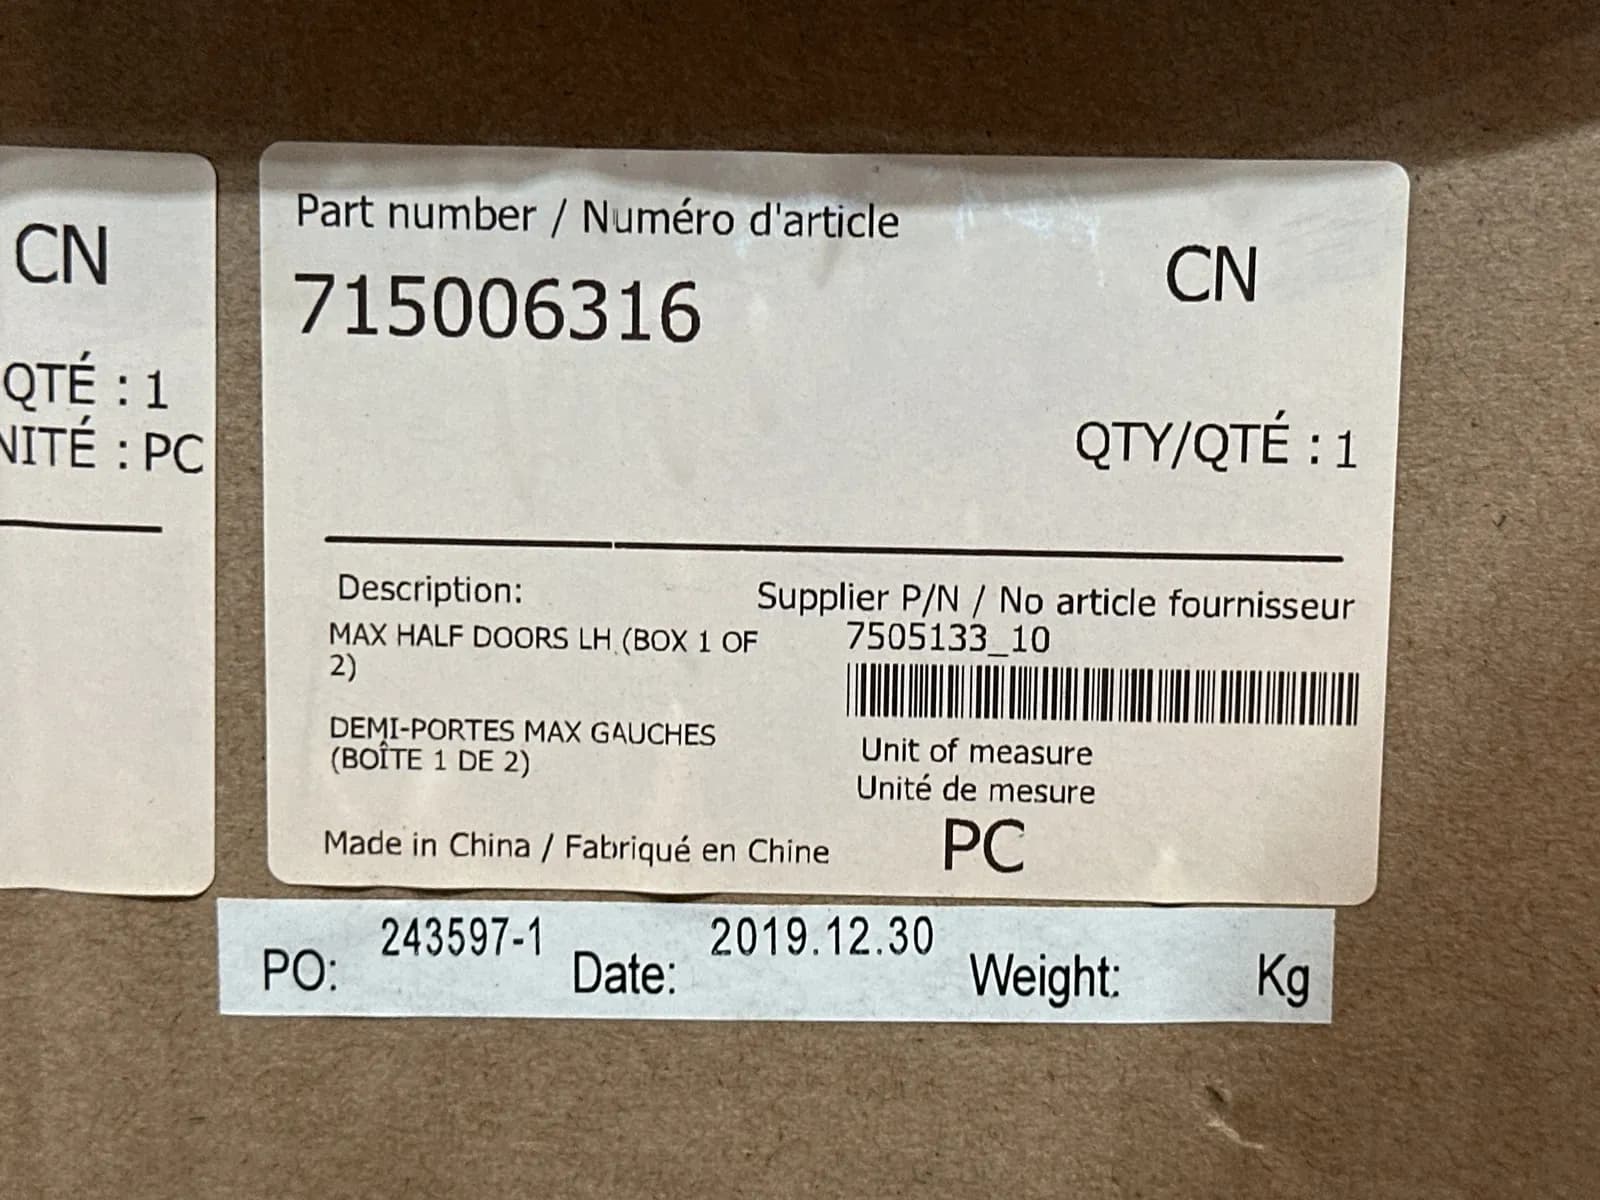 CN
QTÉ : 1
NITÉ : PC
Part number / Numéro d'article
715006316
CN
QTY/QTÉ : 1
Description:
MAX HALF DOORS LH (BOX 1 OF
2)
DEMI-PORTES MAX GAUCHES
(BOÎTE 1 DE 2)
Made in China / Fabriqué en Chine
Supplier P/N / No article fournisseur
7505133_10
Unit of measure
Unité de mesure
PC
PO: 243597-1 Date: 2019.12.30 Weight: Kg